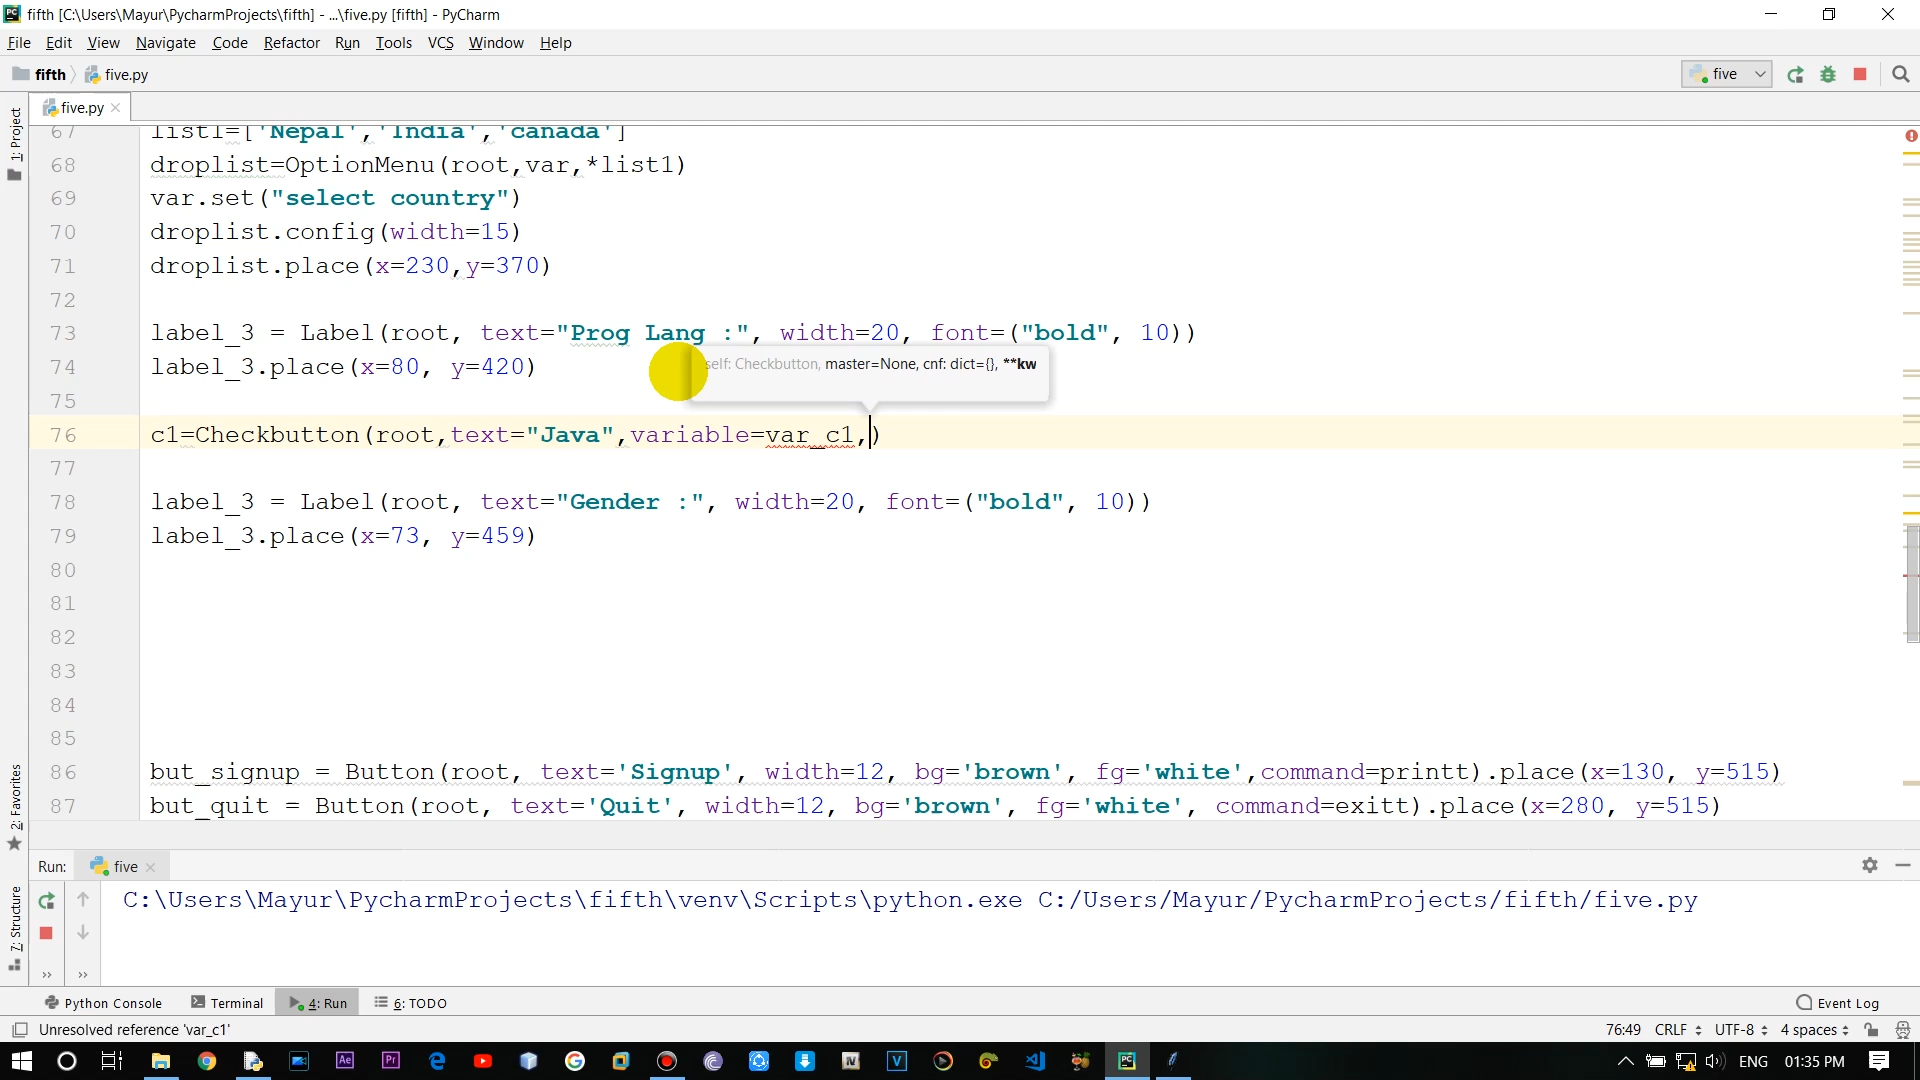 fifth [C:\Users\Mayur\PycharmProjects\fifth] - ...\five.py [fifth] - PyCharm
File Edit View Navigate Code Refactor Run Tools VCS Window Help
fifth five.py five
five.py
1: Project
67 list1=['Nepal','India','canada']
68 droplist=OptionMenu(root,var,*list1)
69 var.set("select country")
70 droplist.config(width=15)
71 droplist.place(x=230,y=370)
72
73 label_3 = Label(root, text="Prog Lang :", width=20, font=("bold", 10))
self: Checkbutton, master=None, cnf: dict={}, **kw
74 label_3.place(x=80, y=420)
75
76 c1=Checkbutton(root,text="Java",variable=var_c1,)
77
78 label_3 = Label(root, text="Gender :", width=20, font=("bold", 10))
79 label_3.place(x=73, y=459)
80
81
82
83
84
85
86 but_signup = Button(root, text='Signup', width=12, bg='brown', fg='white',command=printt).place(x=130, y=515)
87 but_quit = Button(root, text='Quit', width=12, bg='brown', fg='white', command=exitt).place(x=280, y=515)
2: Favorites
7: Structure
Run: five
C:\Users\Mayur\PycharmProjects\fifth\venv\Scripts\python.exe C:/Users/Mayur/PycharmProjects/fifth/five.py
Python Console Terminal 4: Run 6: TODO Event Log
Unresolved reference 'var_c1' 76:49 CRLF UTF-8 4 spaces
ENG 01:35 PM